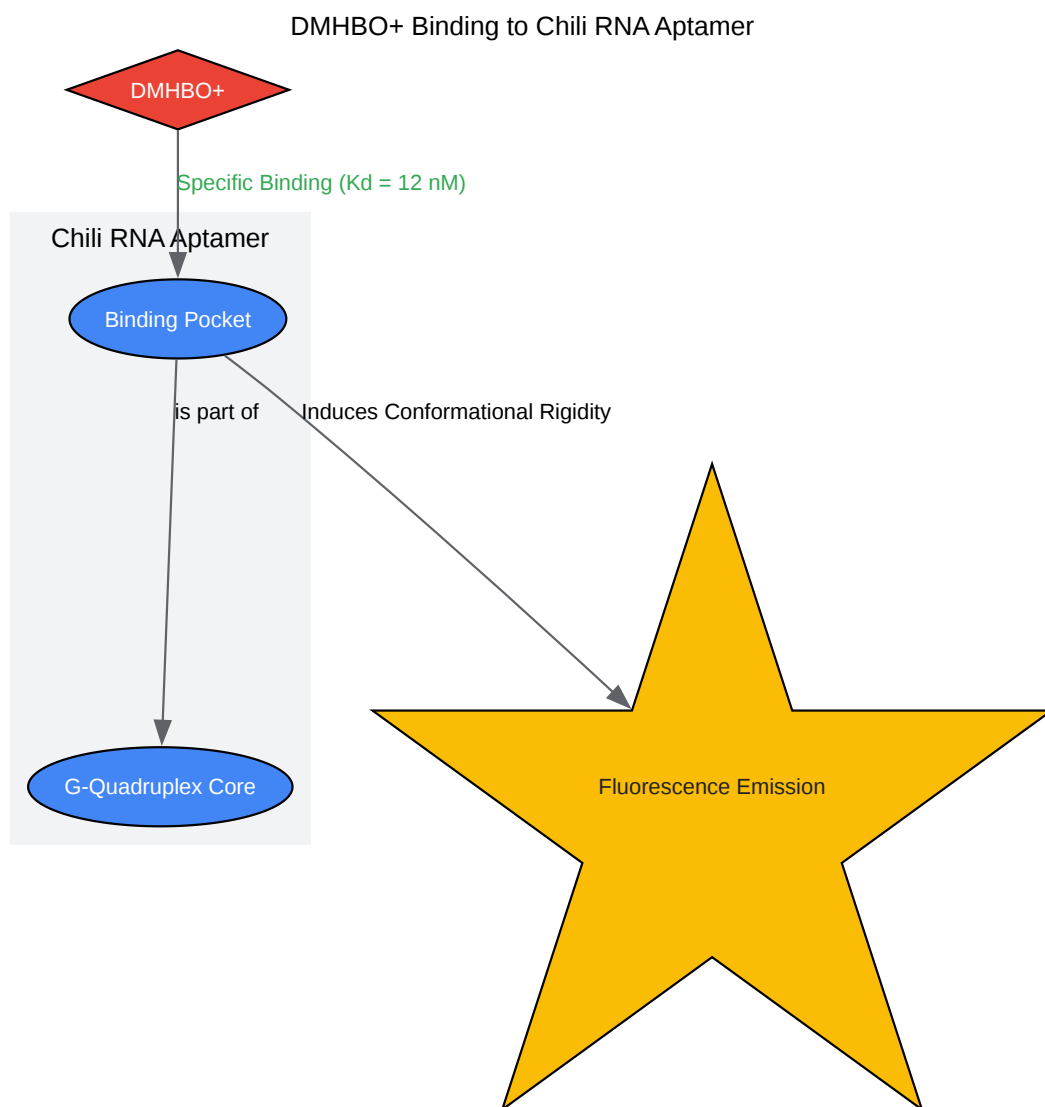 DMHBO+ Binding to Chili RNA Aptamer
DMHBO+
Specific Binding (Kd = 12 nM)
Chili RNA Aptamer
Binding Pocket
is part of
Induces Conformational Rigidity
G-Quadruplex Core
Fluorescence Emission